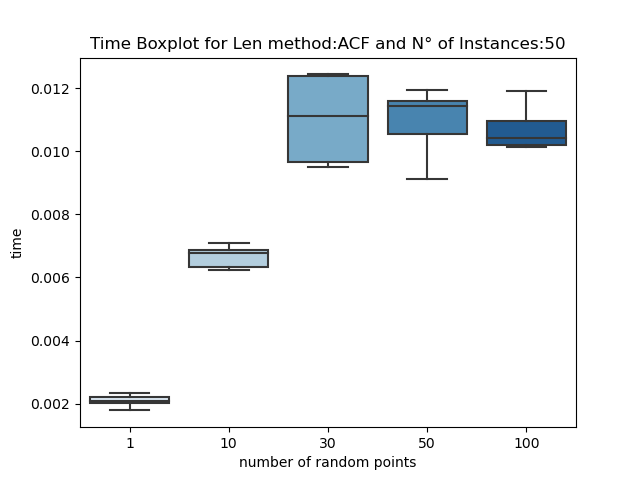 Time Boxplot for Len method:ACF and N° of Instances:50
0.012
0.010
0.008
0.006
0.004
0.002
time
1 10 30 50 100
number of random points